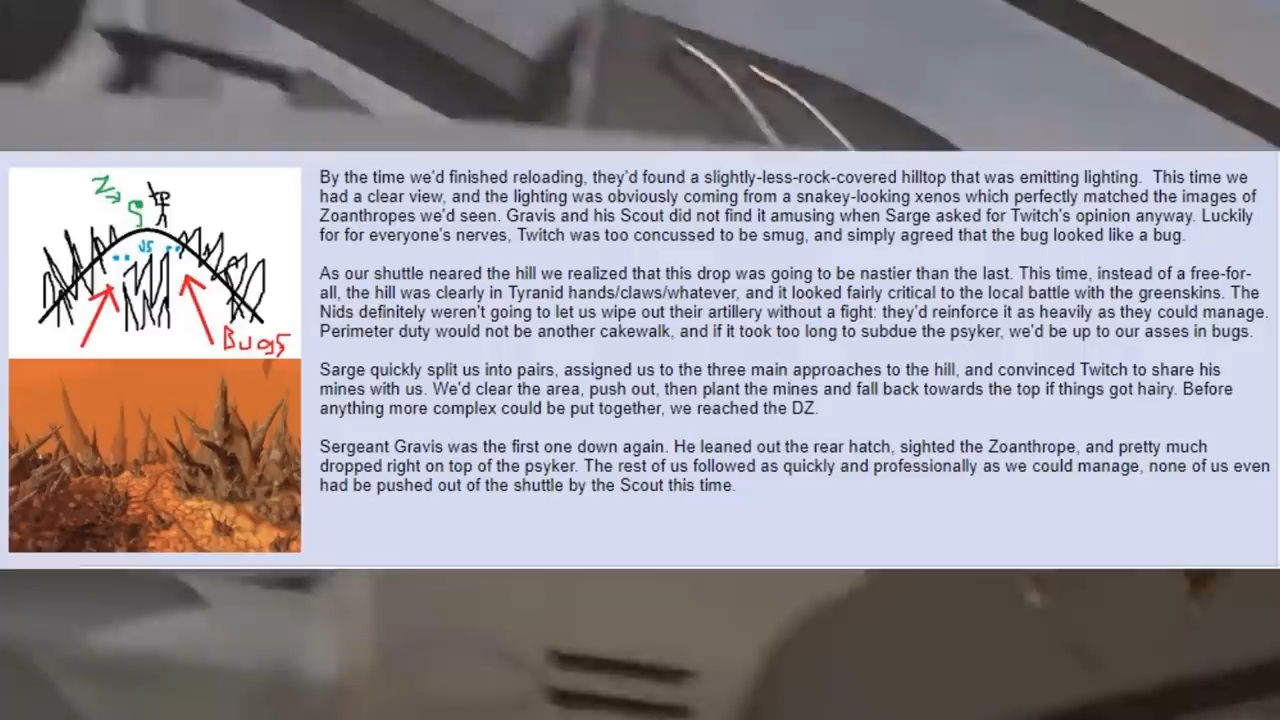 Z
S
us
Bugs
By the time we'd finished reloading, they'd found a slightly-less-rock-covered hilltop that was emitting lighting.  This time we
had a clear view, and the lighting was obviously coming from a snakey-looking xenos which perfectly matched the images of
Zoanthropes we'd seen. Gravis and his Scout did not find it amusing when Sarge asked for Twitch's opinion anyway. Luckily
for for everyone's nerves, Twitch was too concussed to be smug, and simply agreed that the bug looked like a bug.
As our shuttle neared the hill we realized that this drop was going to be nastier than the last. This time, instead of a free-for-
all, the hill was clearly in Tyranid hands/claws/whatever, and it looked fairly critical to the local battle with the greenskins. The
Nids definitely weren't going to let us wipe out their artillery without a fight: they'd reinforce it as heavily as they could manage.
Perimeter duty would not be another cakewalk, and if it took too long to subdue the psyker, we'd be up to our asses in bugs.
Sarge quickly split us into pairs, assigned us to the three main approaches to the hill, and convinced Twitch to share his
mines with us. We'd clear the area, push out, then plant the mines and fall back towards the top if things got hairy. Before
anything more complex could be put together, we reached the DZ.
Sergeant Gravis was the first one down again. He leaned out the rear hatch, sighted the Zoanthrope, and pretty much
dropped right on top of the psyker. The rest of us followed as quickly and professionally as we could manage, none of us even
had be pushed out of the shuttle by the Scout this time.